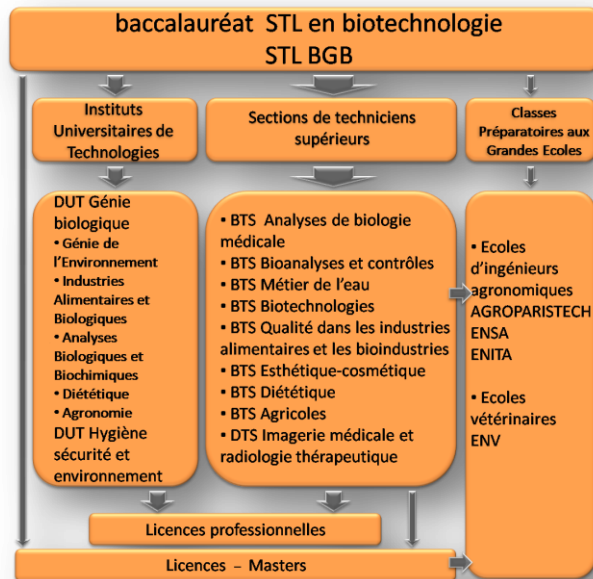 baccalauréat STL en biotechnologie
STL BGB
Instituts
Universitaires de
Technologies
Sections de techniciens
supérieurs
Classes
Préparatoires aux
Grandes Ecoles
DUT Génie
biologique
• Génie de
l'Environnement
• Industries
Alimentaires et
Biologiques
• Analyses
Biologiques et
Biochimiques
• Diététique
• Agronomie
DUT Hygiène
sécurité et
environnement
• BTS Analyses de biologie
médicale
• BTS Bioanalyses et contrôles
• BTS Métier de l'eau
• BTS Biotechnologies
• BTS Qualité dans les industries
alimentaires et les bioindustries
• BTS Esthétique-cosmétique
• BTS Diététique
• BTS Agricoles
• DTS Imagerie médicale et
radiologie thérapeutique
• Ecoles
d'ingénieurs
agronomiques
AGROPARISTECH
ENSA
ENITA
• Ecoles
vétérinaires
ENV
Licences professionnelles
Licences – Masters